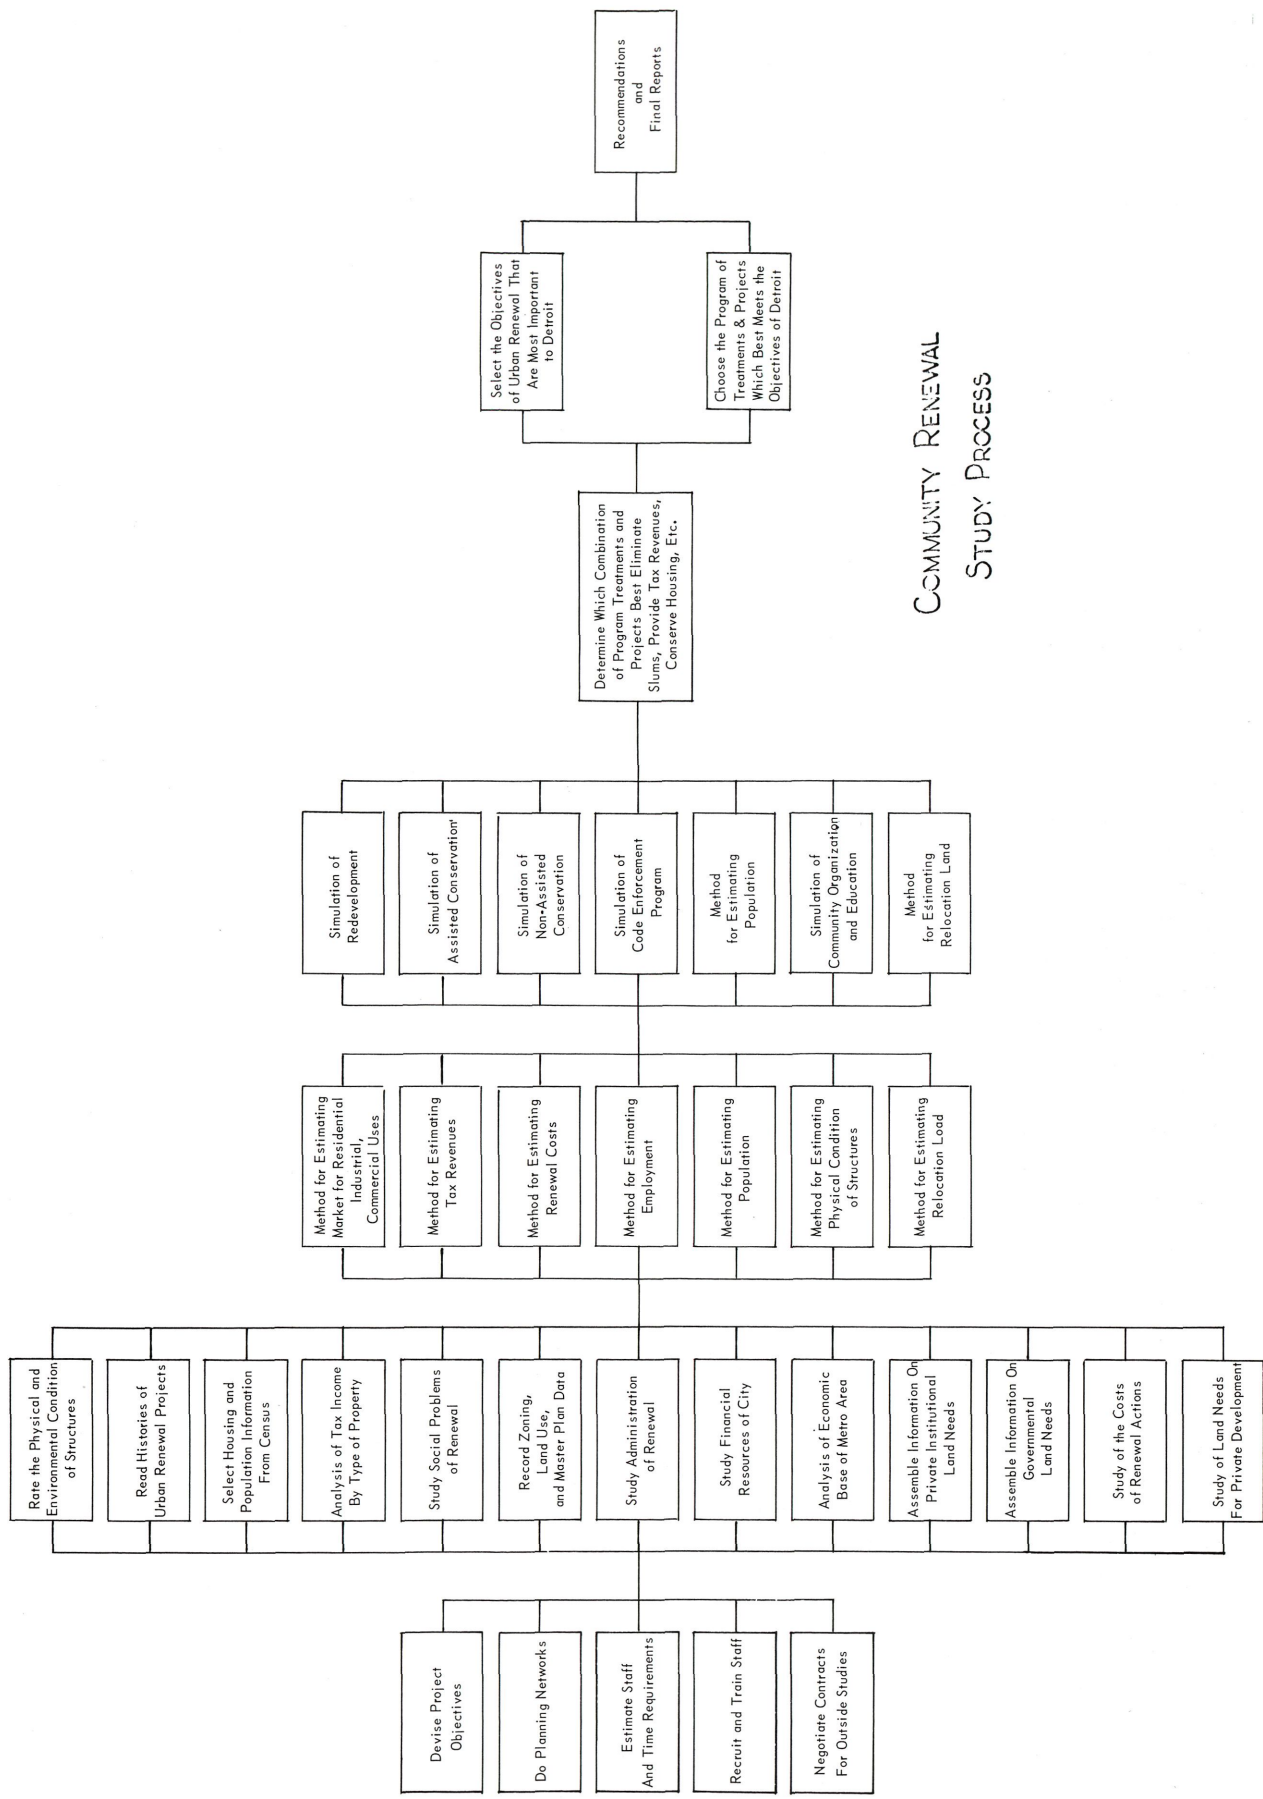 Devise Project
Objectives
Do Planning Networks
Estimate Staff
And Time Requirements
Recruit and Train Staff
Negotiate Contracts
For Outside Studies
Rate the Physical and
Environmental Condition
of Structures
Read Histories of
Urban Renewal Projects
Select Housing and
Population Information
From Census
Analysis of Tax Income
By Type of Property
Study Social Problems
of Renewal
Record Zoning,
Land Use,
and Master Plan Data
Study Administration
of Renewal
Study Financial
Resources of City
Analysis of Economic
Base of Metro Area
Assemble Information On
Private Institutional
Land Needs
Assemble Information On
Governmental
Land Needs
Study of the Costs
of Renewal Actions
Study of Land Needs
For Private Development
Method for Estimating
Market for Residential
Industrial,
Commercial Uses
Method for Estimating
Tax Revenues
Method for Estimating
Renewal Costs
Method for Estimating
Employment
Method for Estimating
Population
Method for Estimating
Physical Condition
of Structures
Method for Estimating
Relocation Load
Simulation of
Redevelopment
Simulation of
Assisted Conservation'
Simulation of
Non-Assisted
Conservation
Simulation of
Code Enforcement
Program
Method
for Estimating
Population
Simulation of
Community Organization
and Education
Method
for Estimating
Relocation Land
Determine Which Combination
of Program Treatments and
Projects Best Eliminate
Slums, Provide Tax Revenues,
Conserve Housing, Etc.
Select the Objectives
of Urban Renewal That
Are Most Important
to Detroit
Choose the Program of
Treatments & Projects
Which Best Meets the
Objectives of Detroit
Recommendations
and
Final Reports
COMMUNITY RENEWAL
STUDY PROCESS